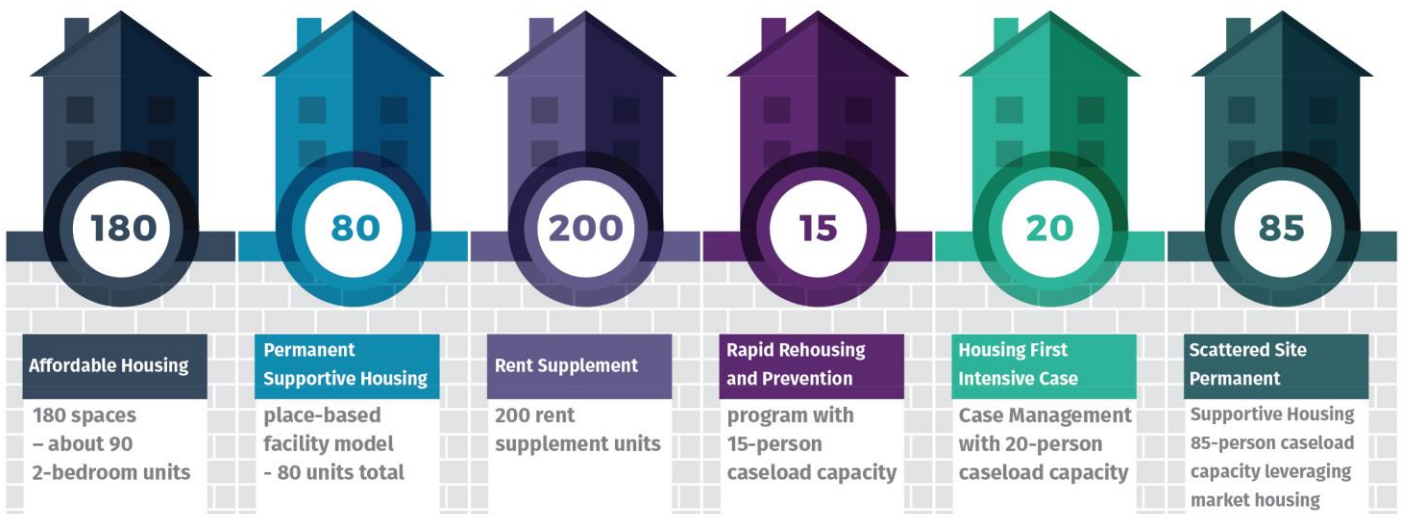 180
80
200
15
20
85
Affordable Housing
180 spaces
– about 90
2-bedroom units
Permanent
Supportive Housing
place-based
facility model
- 80 units total
Rent Supplement
200 rent
supplement units
Rapid Rehousing
and Prevention
program with
15-person
caseload capacity
Housing First
Intensive Case
Case Management
with 20-person
caseload capacity
Scattered Site
Permanent
Supportive Housing
85-person caseload
capacity leveraging
market housing